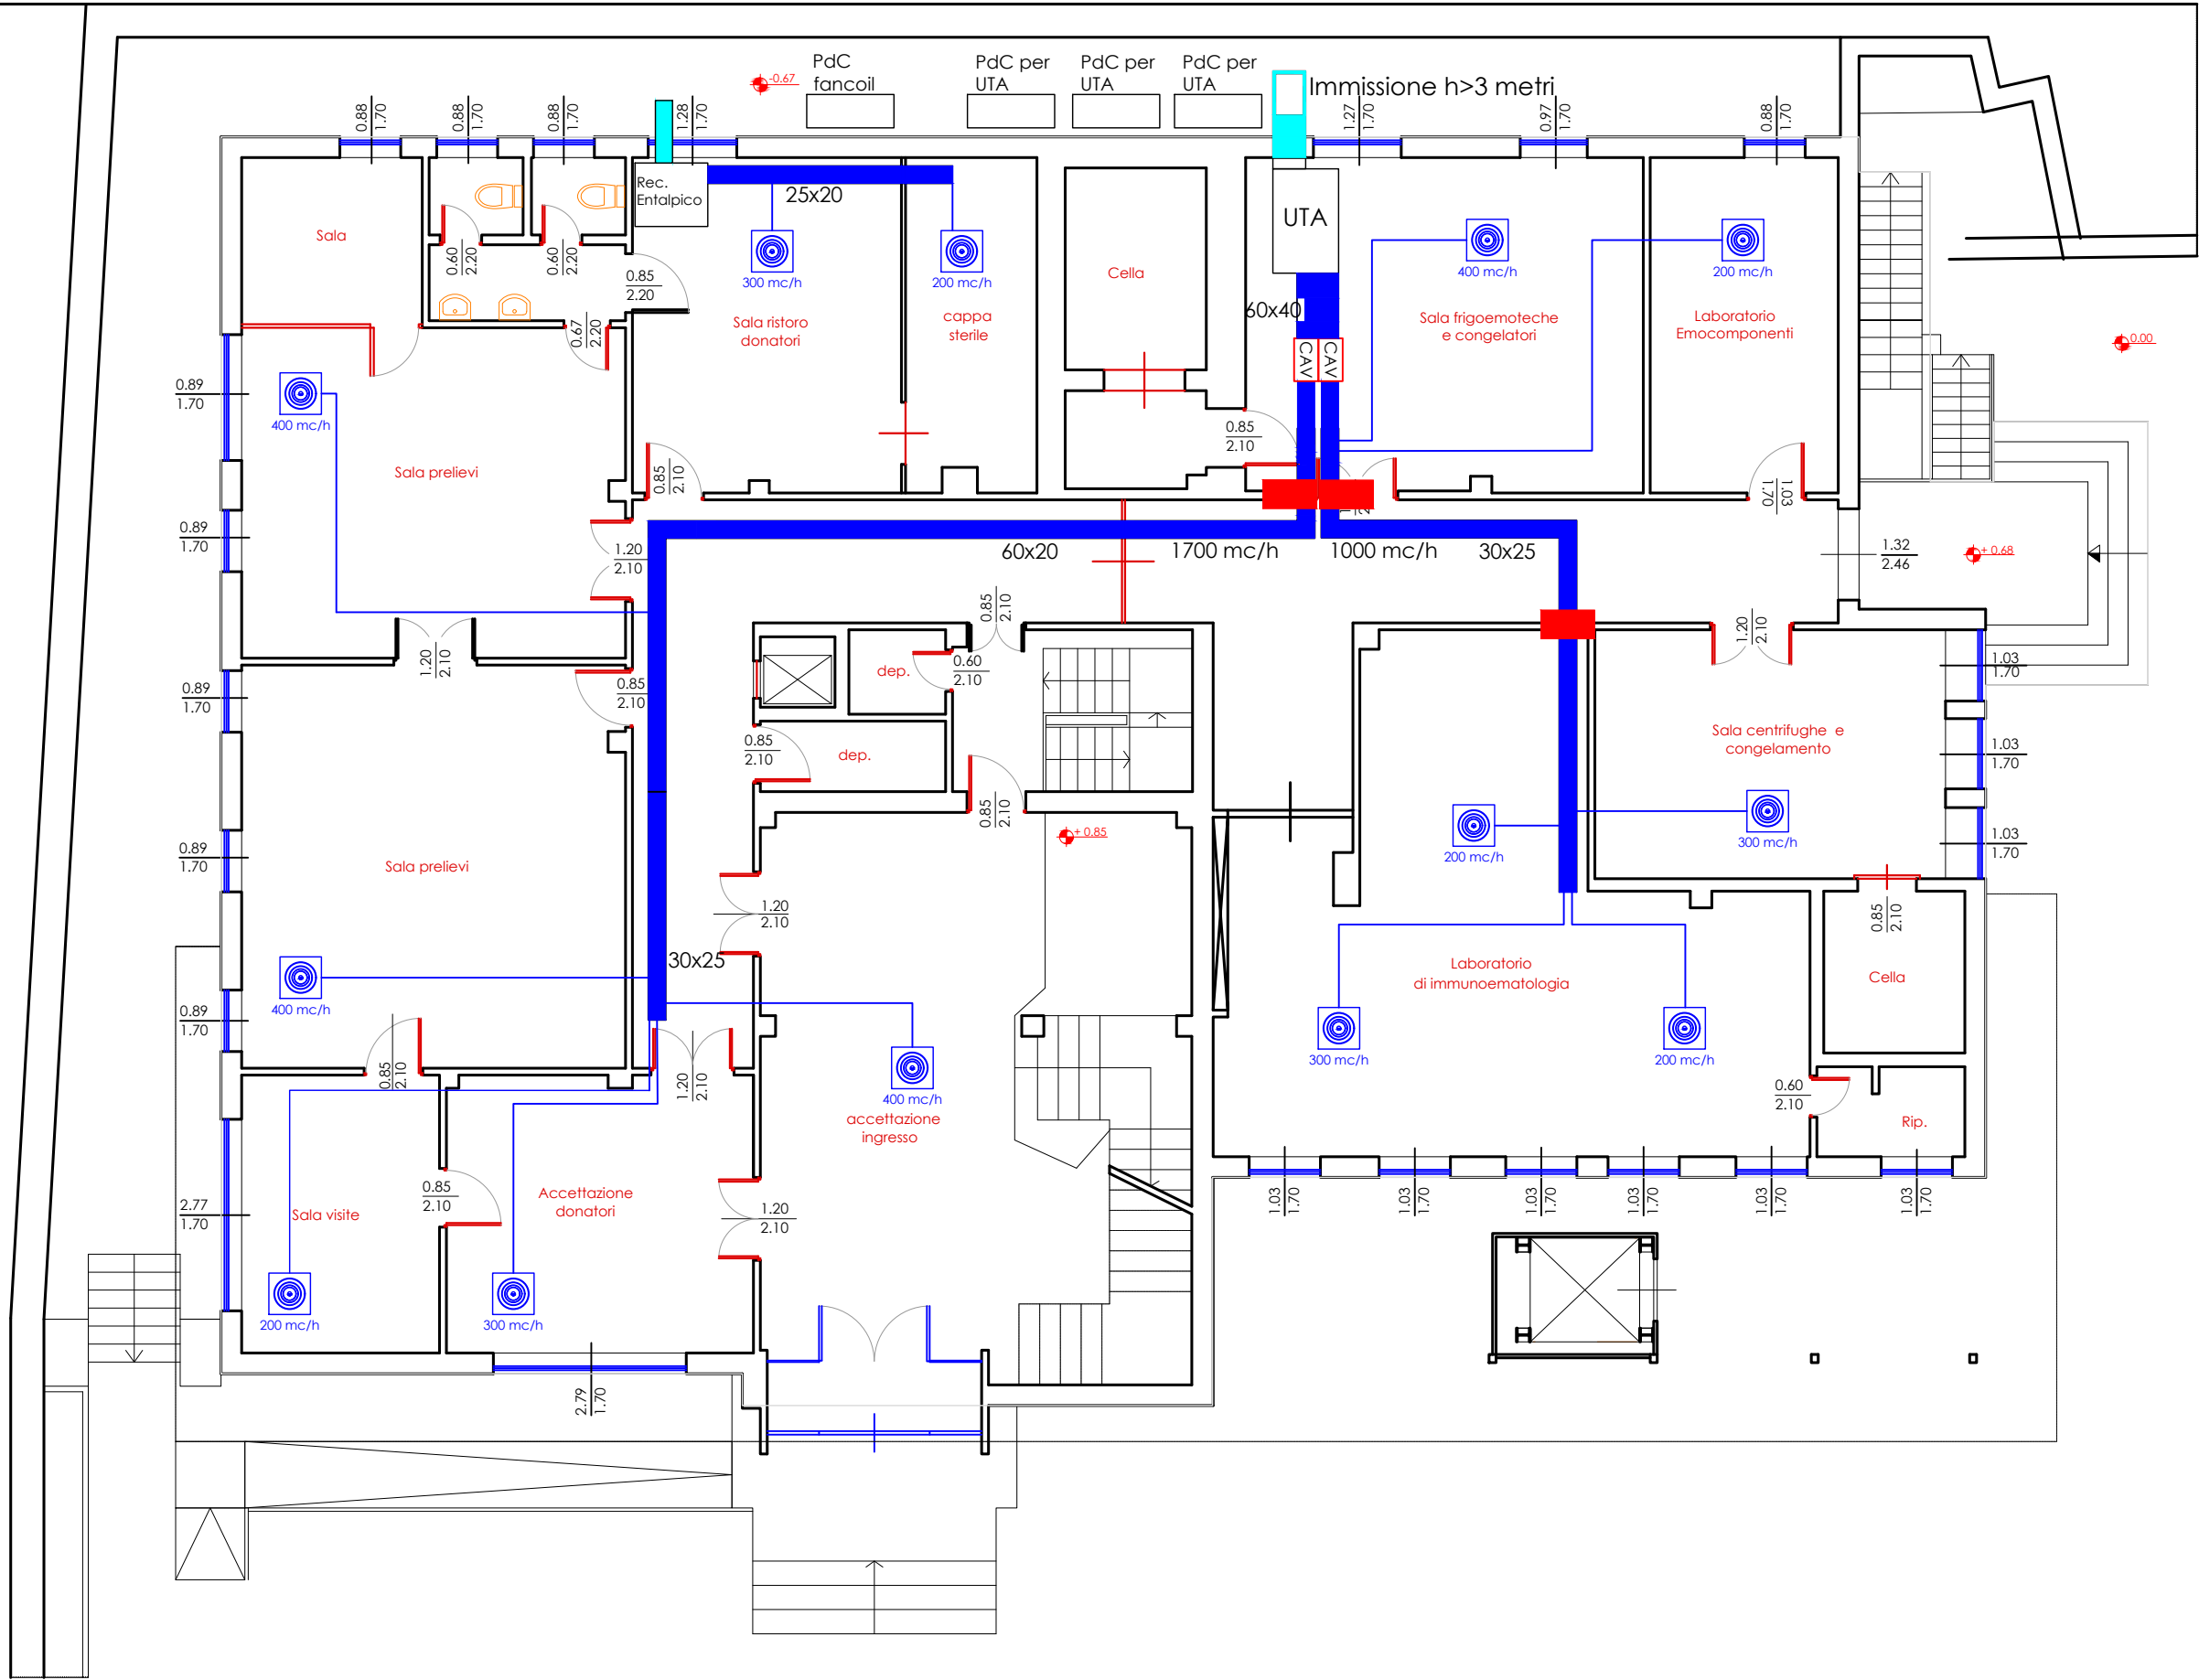 PdC
fancoil
PdC per
UTA
PdC per
UTA
PdC per
UTA
Immissione h>3 metri
-0.67
0.88
1.70
0.88
1.70
0.88
1.70
1.28
1.70
1.27
1.70
0.97
1.70
0.88
1.70
Rec.
Entalpico
25x20
UTA
Sala
0.60
2.20
0.60
2.20
0.85
2.20
0.67
2.20
300 mc/h
Sala ristoro
donatori
200 mc/h
cappa
sterile
Cella
60x40
CAV
CAV
400 mc/h
Sala frigoemoteche
e congelatori
200 mc/h
Laboratorio
Emocomponenti
0.00
0.89
1.70
400 mc/h
Sala prelievi
0.85
2.10
0.85
2.10
1.03
1.70
0.89
1.70
1.20
2.10
60x20
1700 mc/h
1000 mc/h
30x25
1.32
2.46
+ 0.68
0.85
2.10
1.20
2.10
1.20
2.10
0.89
1.70
0.85
2.10
dep.
0.60
2.10
1.03
1.70
0.85
2.10
dep.
Sala centrifughe e
congelamento
1.03
1.70
0.85
2.10
+ 0.85
200 mc/h
300 mc/h
1.03
1.70
0.89
1.70
Sala prelievi
1.20
2.10
0.85
2.10
30x25
400 mc/h
Laboratorio
di immunoematologia
Cella
0.89
1.70
0.85
2.10
1.20
2.10
400 mc/h
accettazione
ingresso
300 mc/h
200 mc/h
0.60
2.10
Rip.
2.77
1.70
Sala visite
0.85
2.10
Accettazione
donatori
1.20
2.10
1.03
1.70
1.03
1.70
1.03
1.70
1.03
1.70
1.03
1.70
1.03
1.70
200 mc/h
300 mc/h
2.79
1.70